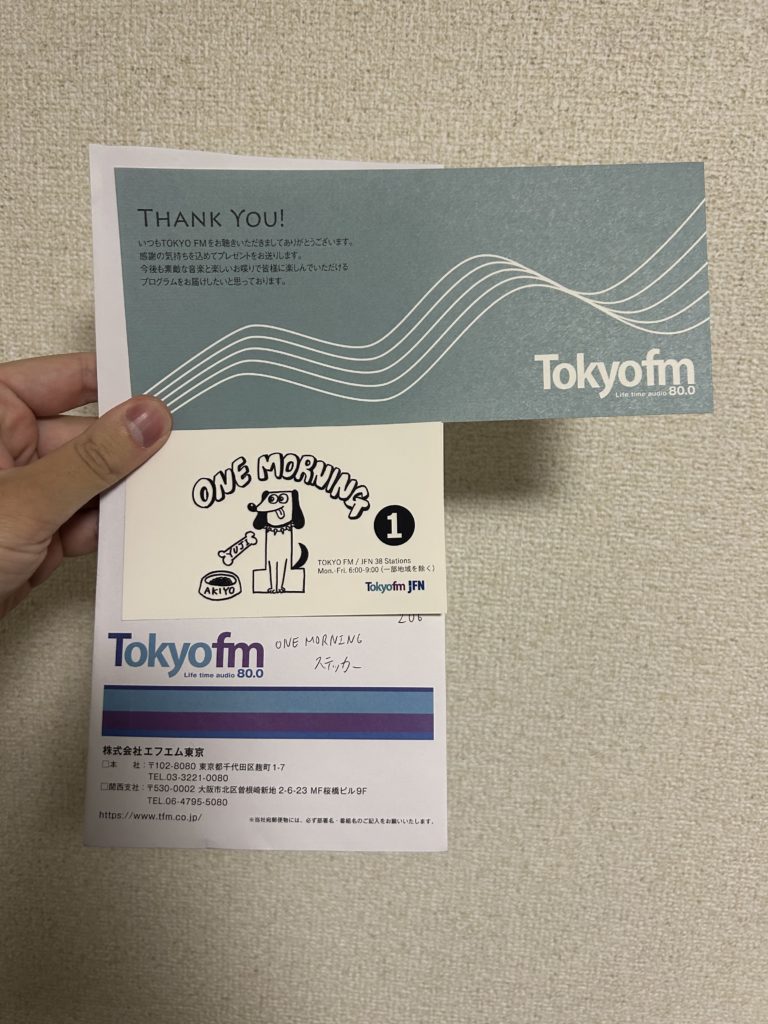 THANK YOU!
いつもTOKYO FMをお聴きいただきましてありがとうございます。
感謝の気持ちを込めてプレゼントをお送りします。
今後も素敵な音楽と楽しいお喋りで皆様に楽しんでいただける
プログラムをお届けしたいと思っております。
Tokyofm
Life time audio 80.0
ONE MORNING
1
YUJI
AKIYO
TOKYO FM / JFN 38 Stations
Mon.-Fri. 6:00-9:00 (一部地域を除く)
Tokyofm JFN
206
Tokyofm
Life time audio 80.0
ONE MORNING
ステッカー
株式会社エフエム東京
□本　社：〒102-8080 東京都千代田区麹町1-7
TEL.03-3221-0080
□関西支社：〒530-0002 大阪市北区曽根崎新地 2-6-23 MF桜橋ビル9F
TEL.06-4795-5080
https://www.tfm.co.jp/
※当社宛郵便物には、必ず部署名・番組名のご記入をお願いいたします。